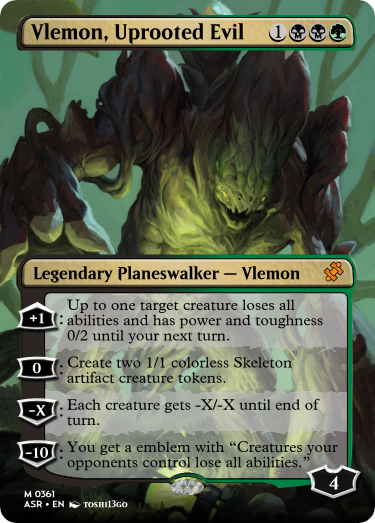 Vlemon, Uprooted Evil 1
Legendary Planeswalker — Vlemon
+1 : Up to one target creature loses all
abilities and has power and toughness
0/2 until your next turn.
0 : Create two 1/1 colorless Skeleton
artifact creature tokens.
-X : Each creature gets -X/-X until end of
turn.
-10 : You get a emblem with “Creatures your
opponents control lose all abilities.”
4
M 0361
ASR • EN TOSHI13GO